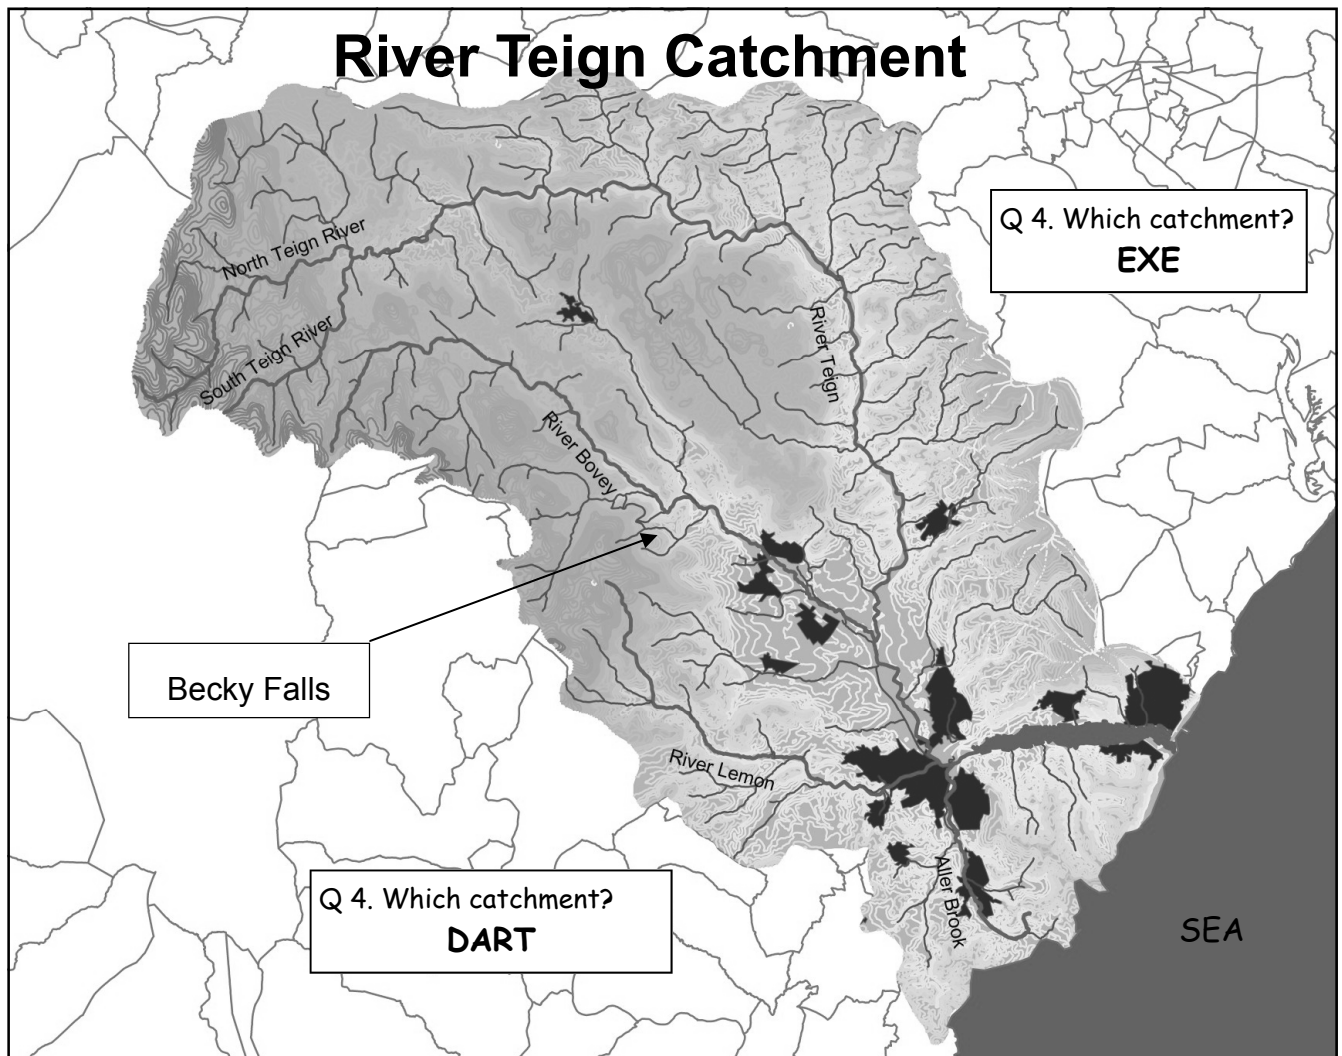 River Teign Catchment
Q 4. Which catchment?
EXE
North Teign River
South Teign River
River Teign
River Bovey
Becky Falls
River Lemon
Aller Brook
Q 4. Which catchment?
DART
SEA